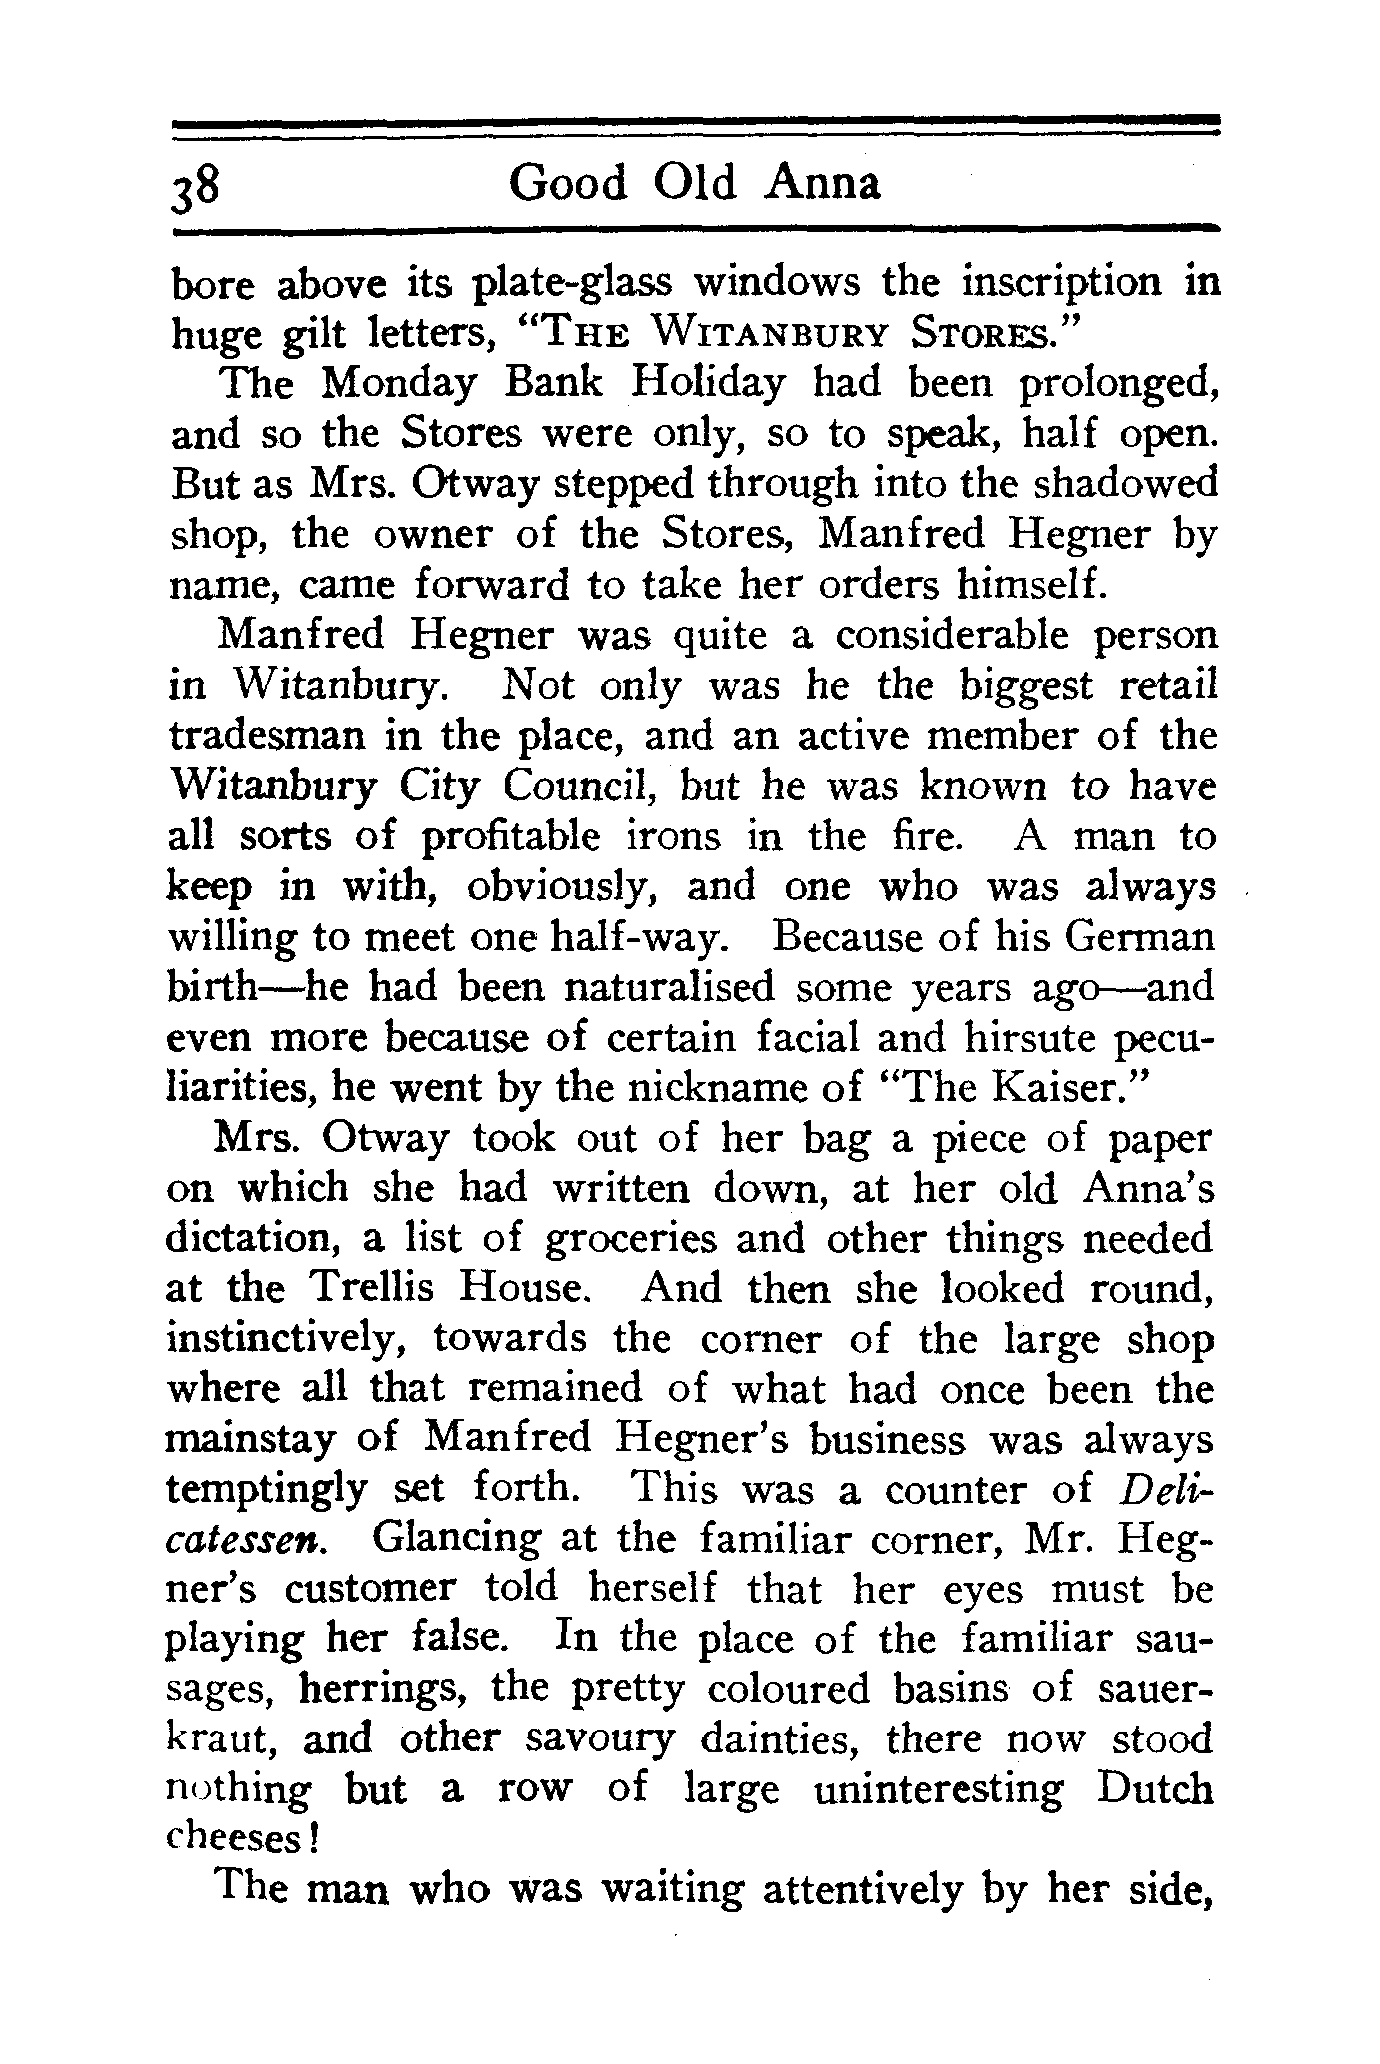 38 Good Old Anna
bore above its plate-glass windows the inscription in
huge gilt letters, “THE WITANBURY STORES.”
The Monday Bank Holiday had been prolonged,
and so the Stores were only, so to speak, half open.
But as Mrs. Otway stepped through into the shadowed
shop, the owner of the Stores, Manfred Hegner by
name, came forward to take her orders himself.
Manfred Hegner was quite a considerable person
in Witanbury. Not only was he the biggest retail
tradesman in the place, and an active member of the
Witanbury City Council, but he was known to have
all sorts of profitable irons in the fire. A man to
keep in with, obviously, and one who was always
willing to meet one half-way. Because of his German
birth—he had been naturalised some years ago—and
even more because of certain facial and hirsute pecu-
liarities, he went by the nickname of “The Kaiser.”
Mrs. Otway took out of her bag a piece of paper
on which she had written down, at her old Anna’s
dictation, a list of groceries and other things needed
at the Trellis House. And then she looked round,
instinctively, towards the corner of the large shop
where all that remained of what had once been the
mainstay of Manfred Hegner’s business was always
temptingly set forth. This was a counter of Deli-
catessen. Glancing at the familiar corner, Mr. Heg-
ner’s customer told herself that her eyes must be
playing her false. In the place of the familiar sau-
sages, herrings, the pretty coloured basins of sauer-
kraut, and other savoury dainties, there now stood
nothing but a row of large uninteresting Dutch
cheeses!
The man who was waiting attentively by her side,